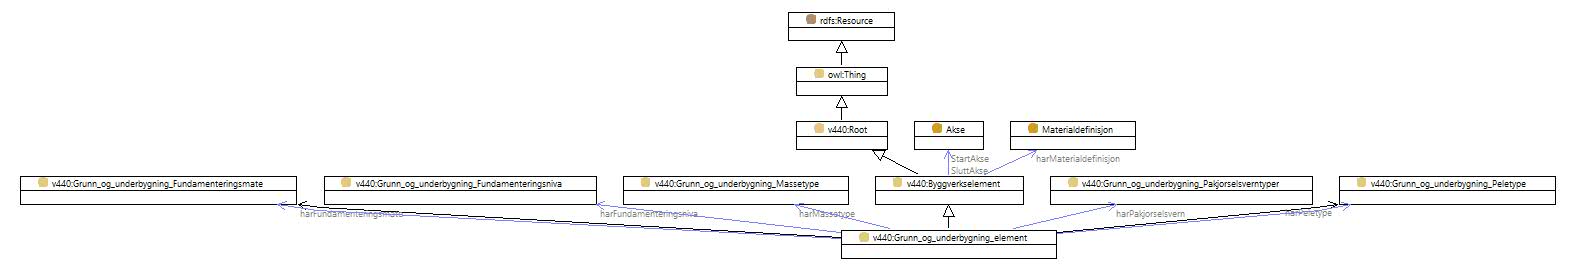 rdfs:Resource
owl:Thing
v440:Root
Akse
Materialdefinisjon
StartAkse
SluttAkse
harMaterialdefinisjon
v440:Grunn_og_underbygning_Fundamenteringsmate
v440:Grunn_og_underbygning_Fundamenteringsniva
v440:Grunn_og_underbygning_Massetype
v440:Byggverkselement
v440:Grunn_og_underbygning_Pakjorselsverntyper
v440:Grunn_og_underbygning_Peletype
harFundamenteringsmate
harFundamenteringsniva
harMassetype
harPakjorselsvern
harPeletype
v440:Grunn_og_underbygning_element